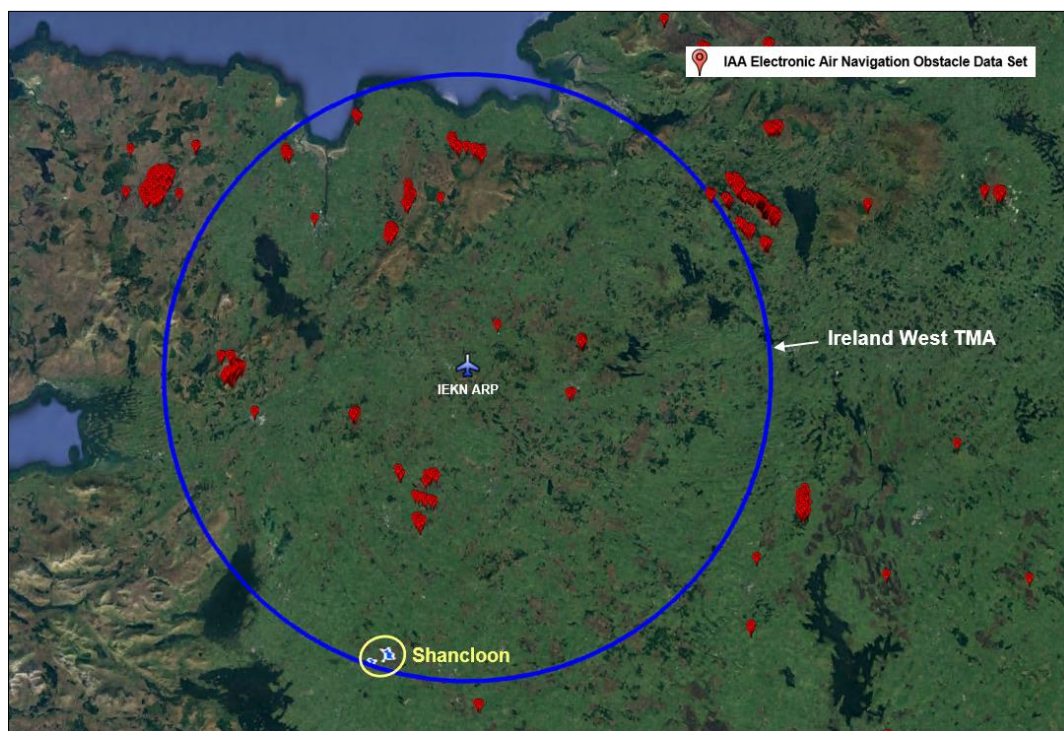 IAA Electronic Air Navigation Obstacle Data Set
Ireland West TMA
IEKN ARP
Shancloon